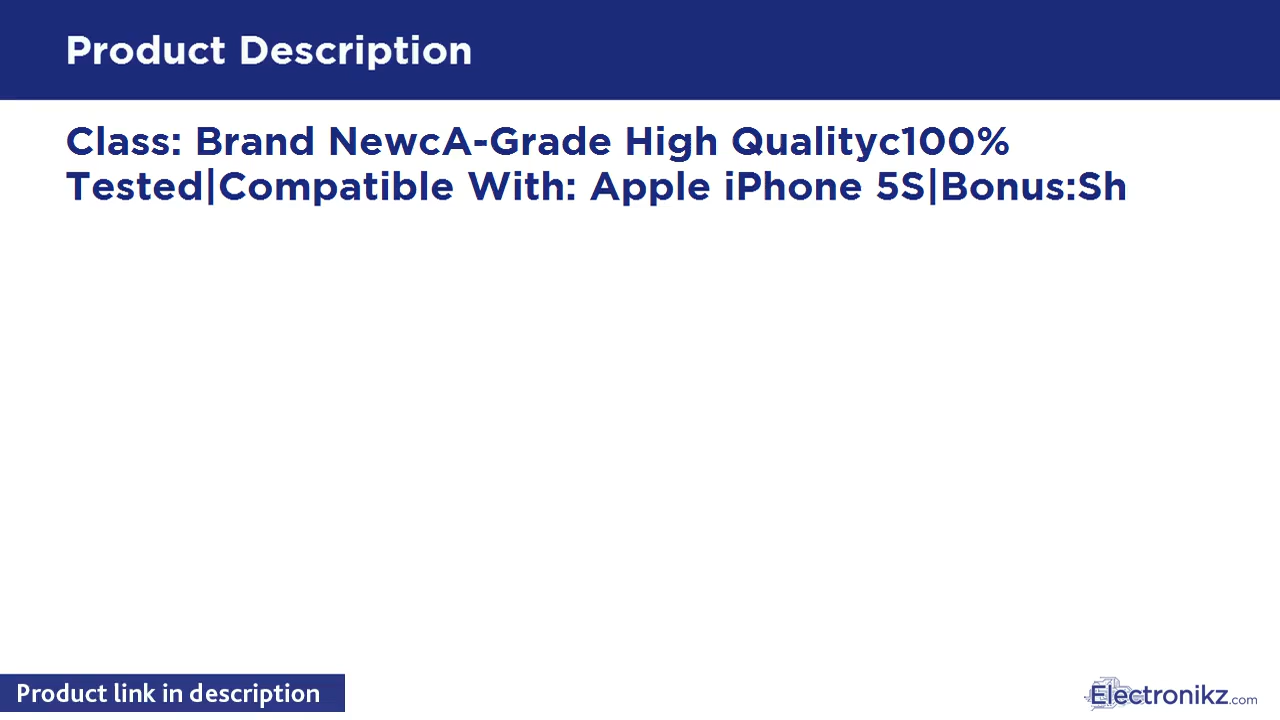 Product Description
Class: Brand NewcA-Grade High Qualityc100%
Tested|Compatible With: Apple iPhone 5S|Bonus:Sh
Product link in description
Electronikz.com